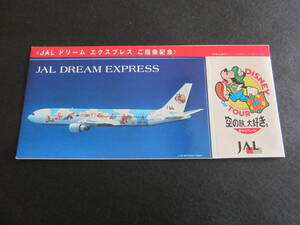 〈JAL ドリーム エクスプレス ご搭乗記念〉
JAL DREAM EXPRESS
DISNEY
TOUR
空の旅、大好き。
JAL